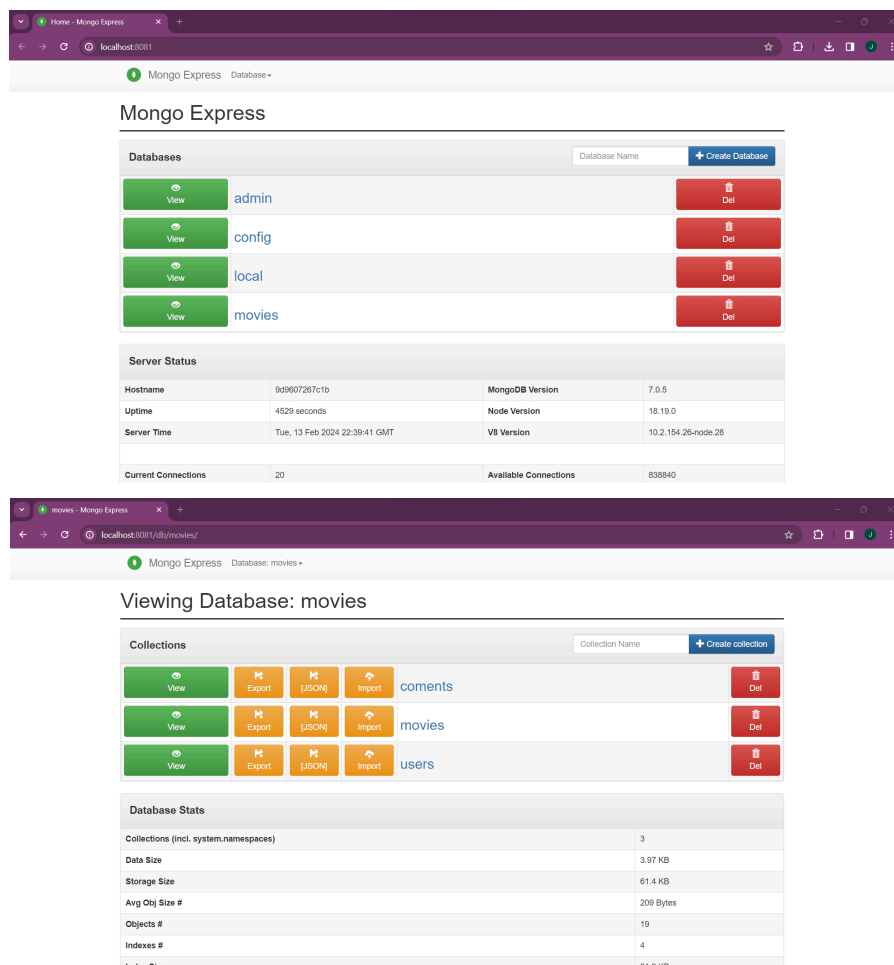 Home - Mongo Express
localhost:8081
Mongo Express Database
Mongo Express
Databases Database Name Create Database
View admin Del
View config Del
View local Del
View movies Del
Server Status
Hostname 9d9607267c1b MongoDB Version 7.0.5
Uptime 4529 seconds Node Version 18.19.0
Server Time Tue, 13 Feb 2024 22:39:41 GMT V8 Version 10.2.154.26-node.28
Current Connections 20 Available Connections 838840
movies - Mongo Express
localhost:8081/db/movies/
Mongo Express Database: movies
Viewing Database: movies
Collections Collection Name Create collection
View Export [JSON] Import coments Del
View Export [JSON] Import movies Del
View Export [JSON] Import users Del
Database Stats
Collections (incl. system.namespaces) 3
Data Size 3.97 KB
Storage Size 61.4 KB
Avg Obj Size # 209 Bytes
Objects # 19
Indexes # 4